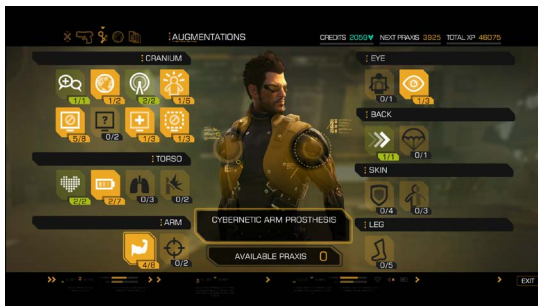 AUGMENTATIONS
CREDITS 2059 NEXT PRAXIS 3925 TOTAL XP 46075
CRANIUM
1/1 1/2 2/2 1/5
5/8 0/2 1/3 1/3
TORSO
2/2 2/7 0/3 0/2
ARM
4/8 0/2
EYE
0/1 1/3
BACK
1/1 0/1
SKIN
0/4 0/3
LEG
0/5
CYBERNETIC ARM PROSTHESIS
AVAILABLE PRAXIS 0
EXIT